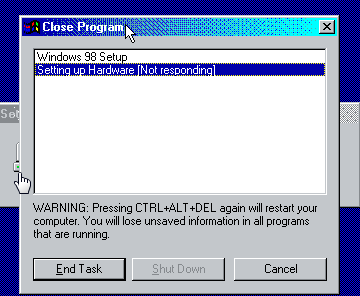 Close Program
Windows 98 Setup
Setting up Hardware [Not responding]
Set
WARNING: Pressing CTRL+ALT+DEL again will restart your
computer. You will lose unsaved information in all programs
that are running.
End Task
Shut Down
Cancel